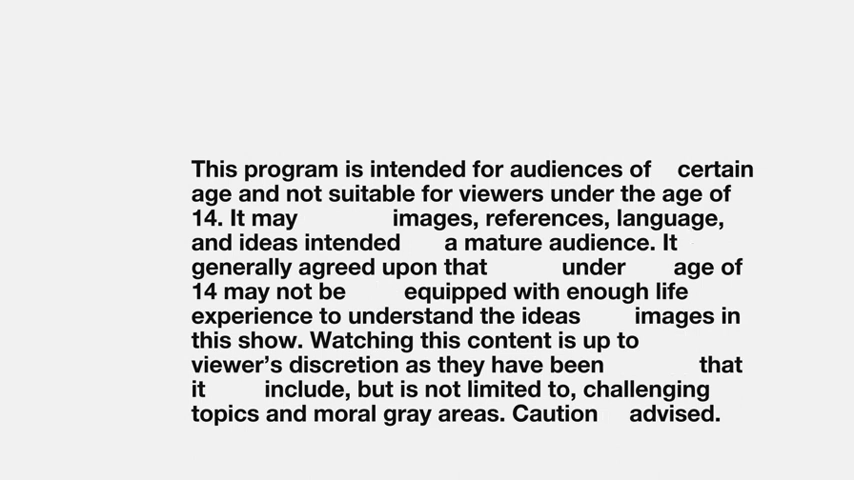 This program is intended for audiences of certain
age and not suitable for viewers under the age of
14. It may images, references, language,
and ideas intended a mature audience. It
generally agreed upon that under age of
14 may not be equipped with enough life
experience to understand the ideas images in
this show. Watching this content is up to
viewer's discretion as they have been that
it include, but is not limited to, challenging
topics and moral gray areas. Caution advised.